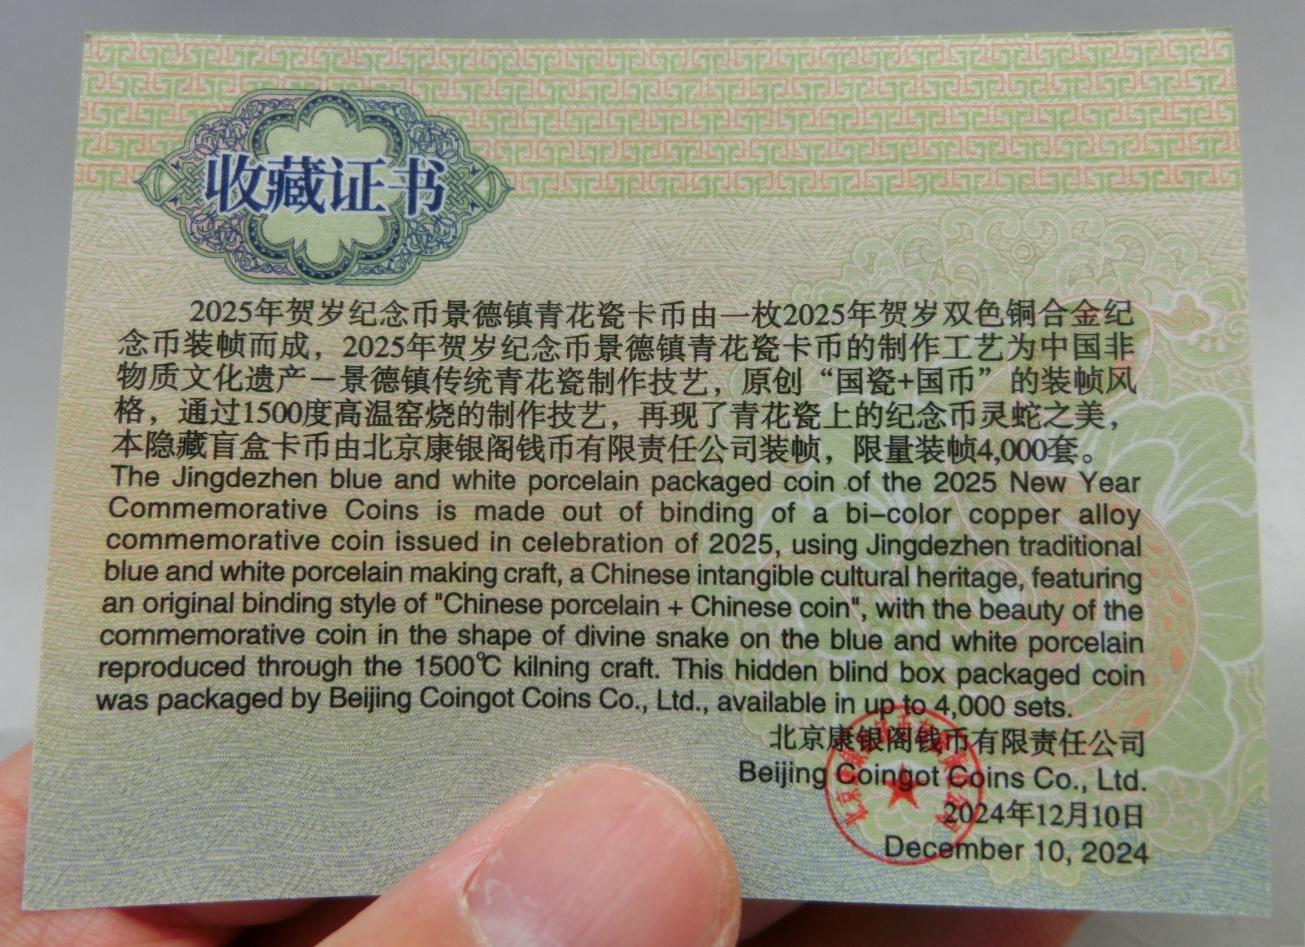 收藏证书
2025年贺岁纪念币景德镇青花瓷卡币由一枚2025年贺岁双色铜合金纪
念币装帧而成，2025年贺岁纪念币景德镇青花瓷卡币的制作工艺为中国非
物质文化遗产－景德镇传统青花瓷制作技艺，原创“国瓷+国币”的装帧风
格，通过1500度高温窑烧的制作技艺，再现了青花瓷上的纪念币灵蛇之美，
本隐藏盲盒卡币由北京康银阁钱币有限责任公司装帧，限量装帧4,000套。
The Jingdezhen blue and white porcelain packaged coin of the 2025 New Year
Commemorative Coins is made out of binding of a bi–color copper alloy
commemorative coin issued in celebration of 2025, using Jingdezhen traditional
blue and white porcelain making craft, a Chinese intangible cultural heritage, featuring
an original binding style of "Chinese porcelain + Chinese coin", with the beauty of the
commemorative coin in the shape of divine snake on the blue and white porcelain
reproduced through the 1500℃ kilning craft. This hidden blind box packaged coin
was packaged by Beijing Coingot Coins Co., Ltd., available in up to 4,000 sets.
北京康银阁钱币有限责任公司
Beijing Coingot Coins Co., Ltd.
2024年12月10日
December 10, 2024